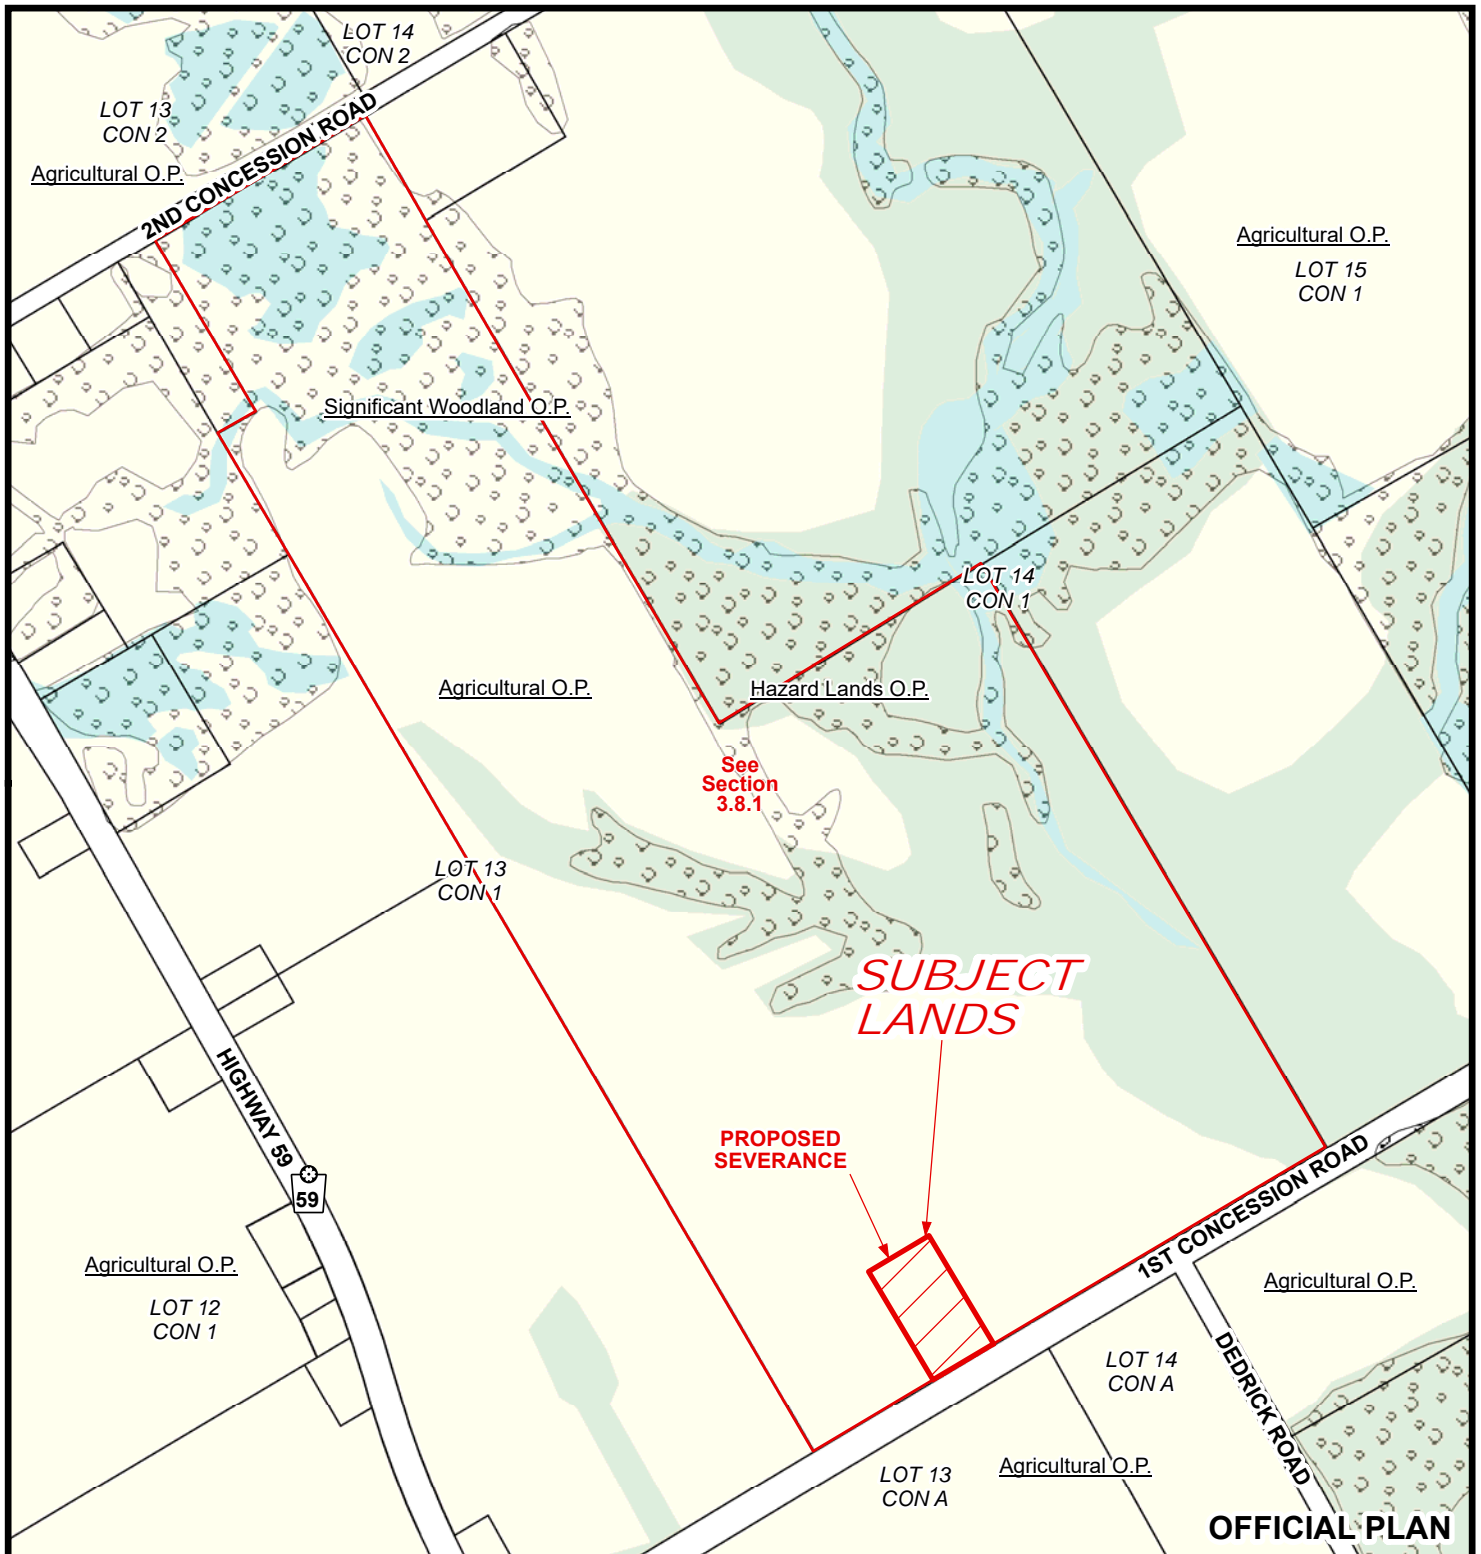 LOT 14
CON 2
LOT 13
CON 2
2ND CONCESSION ROAD
Agricultural O.P.
Agricultural O.P.
LOT 15
CON 1
Significant Woodland O.P.
LOT 14
CON 1
Agricultural O.P.
Hazard Lands O.P.
See
Section
3.8.1
LOT 13
CON 1
SUBJECT
LANDS
HIGHWAY 59
59
PROPOSED
SEVERANCE
1ST CONCESSION ROAD
Agricultural O.P.
LOT 12
CON 1
Agricultural O.P.
DEDRICK ROAD
LOT 14
CON A
LOT 13
CON A
Agricultural O.P.
OFFICIAL PLAN